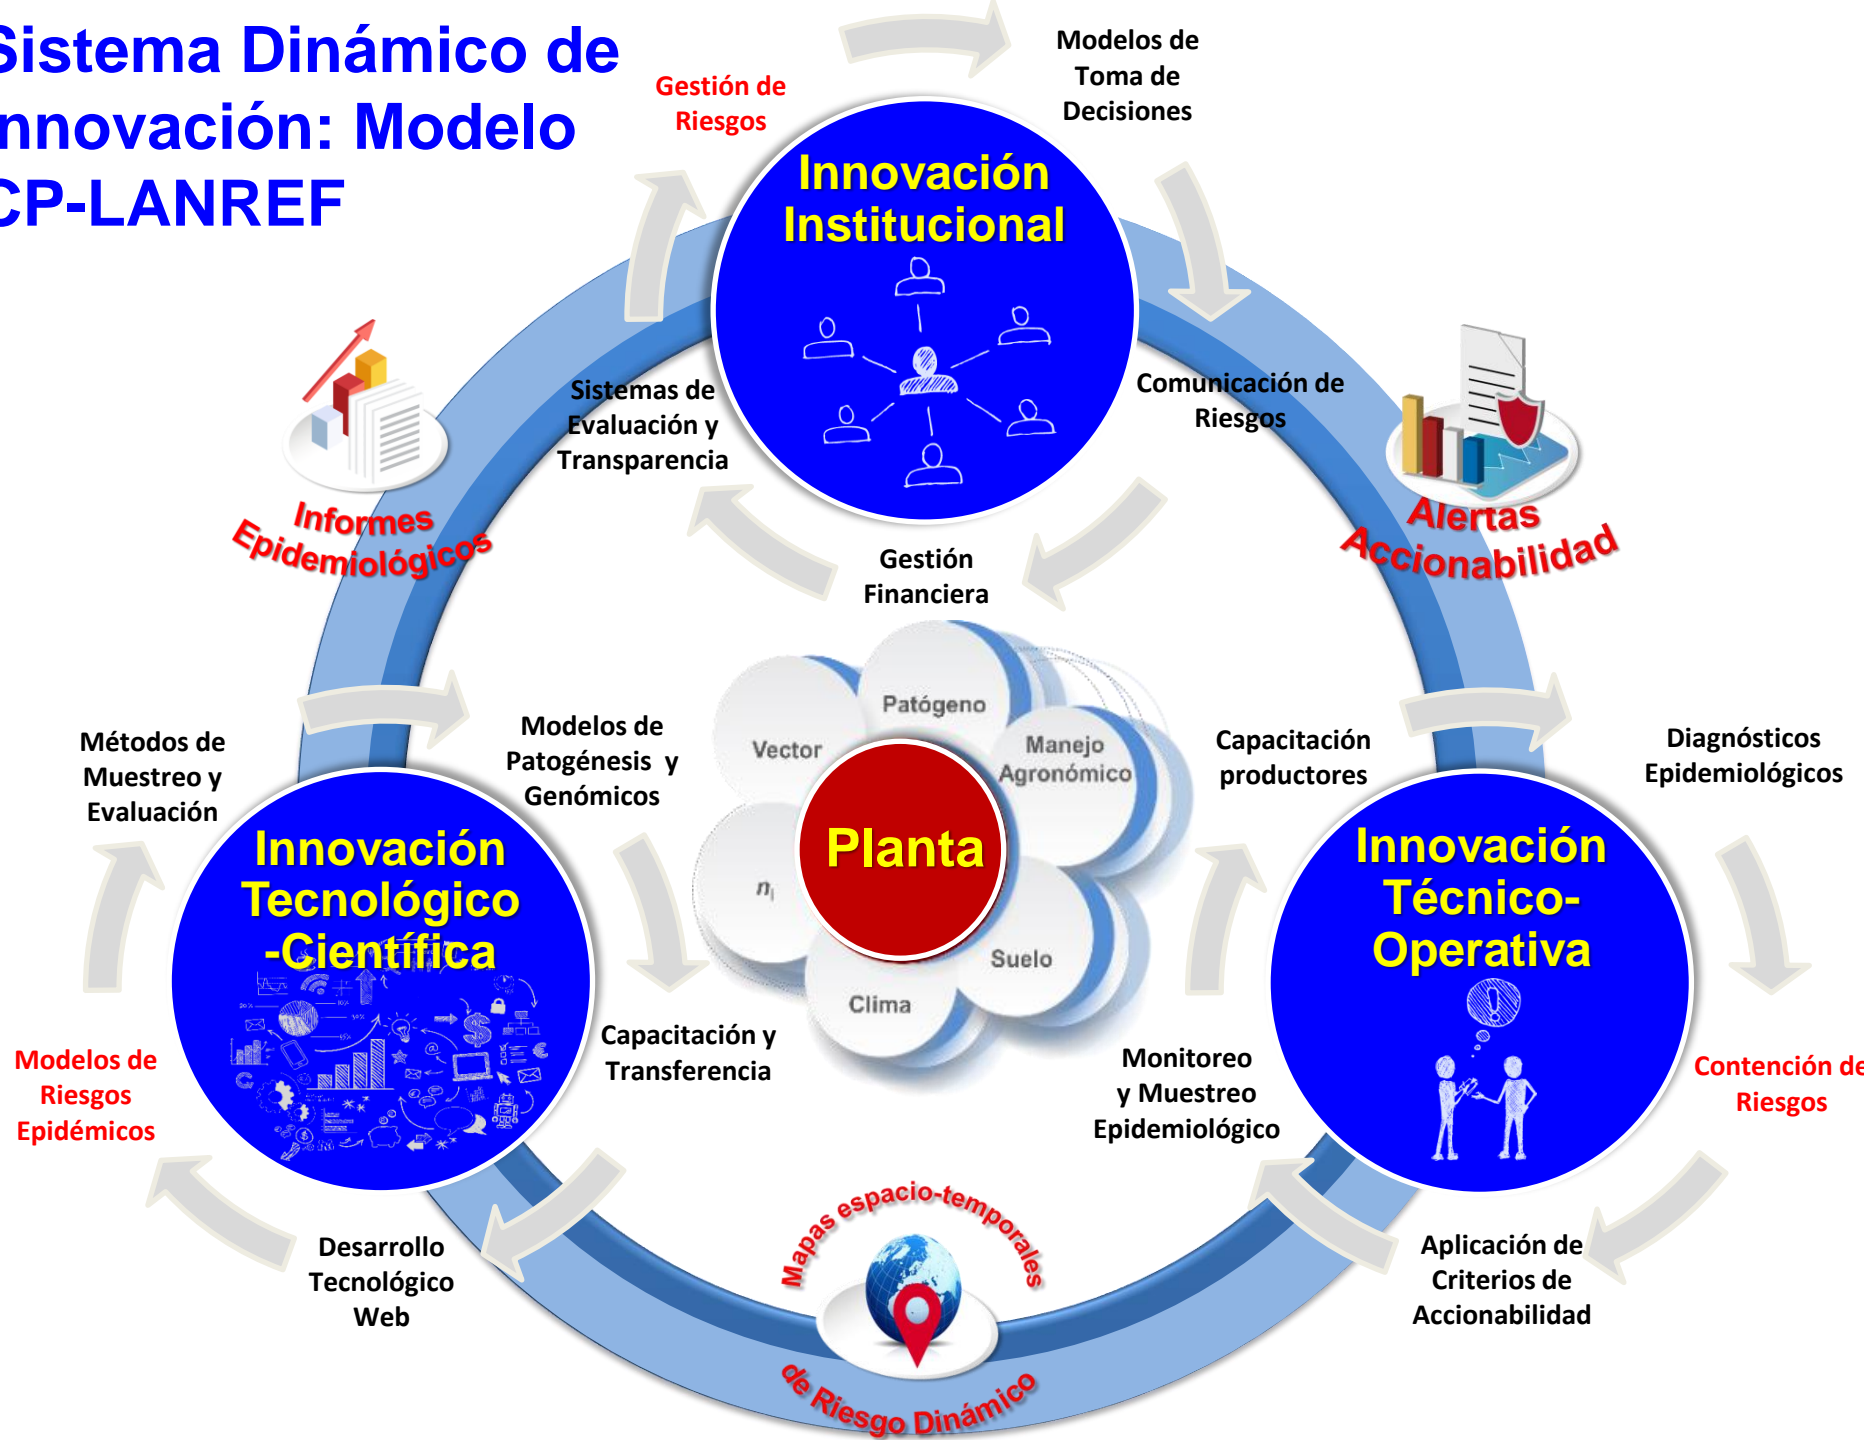 Sistema Dinámico de
Innovación: Modelo
CP-LANREF
Gestión de
Riesgos
Modelos de
Toma de
Decisiones
Innovación
Institucional
Sistemas de
Evaluación y
Transparencia
Comunicación de
Riesgos
Gestión
Financiera
Informes
Epidemiológicos
Alertas
Accionabilidad
Patógeno
Vector
Manejo
Agronómico
Planta
n_i
Suelo
Clima
Métodos de
Muestreo y
Evaluación
Modelos de
Patogénesis y
Genómicos
Innovación
Tecnológico
-Científica
Capacitación y
Transferencia
Modelos de
Riesgos
Epidémicos
Desarrollo
Tecnológico
Web
Capacitación
productores
Diagnósticos
Epidemiológicos
Innovación
Técnico-
Operativa
Monitoreo
y Muestreo
Epidemiológico
Contención de
Riesgos
Aplicación de
Criterios de
Accionabilidad
Mapas espacio-temporales
de Riesgo Dinámico